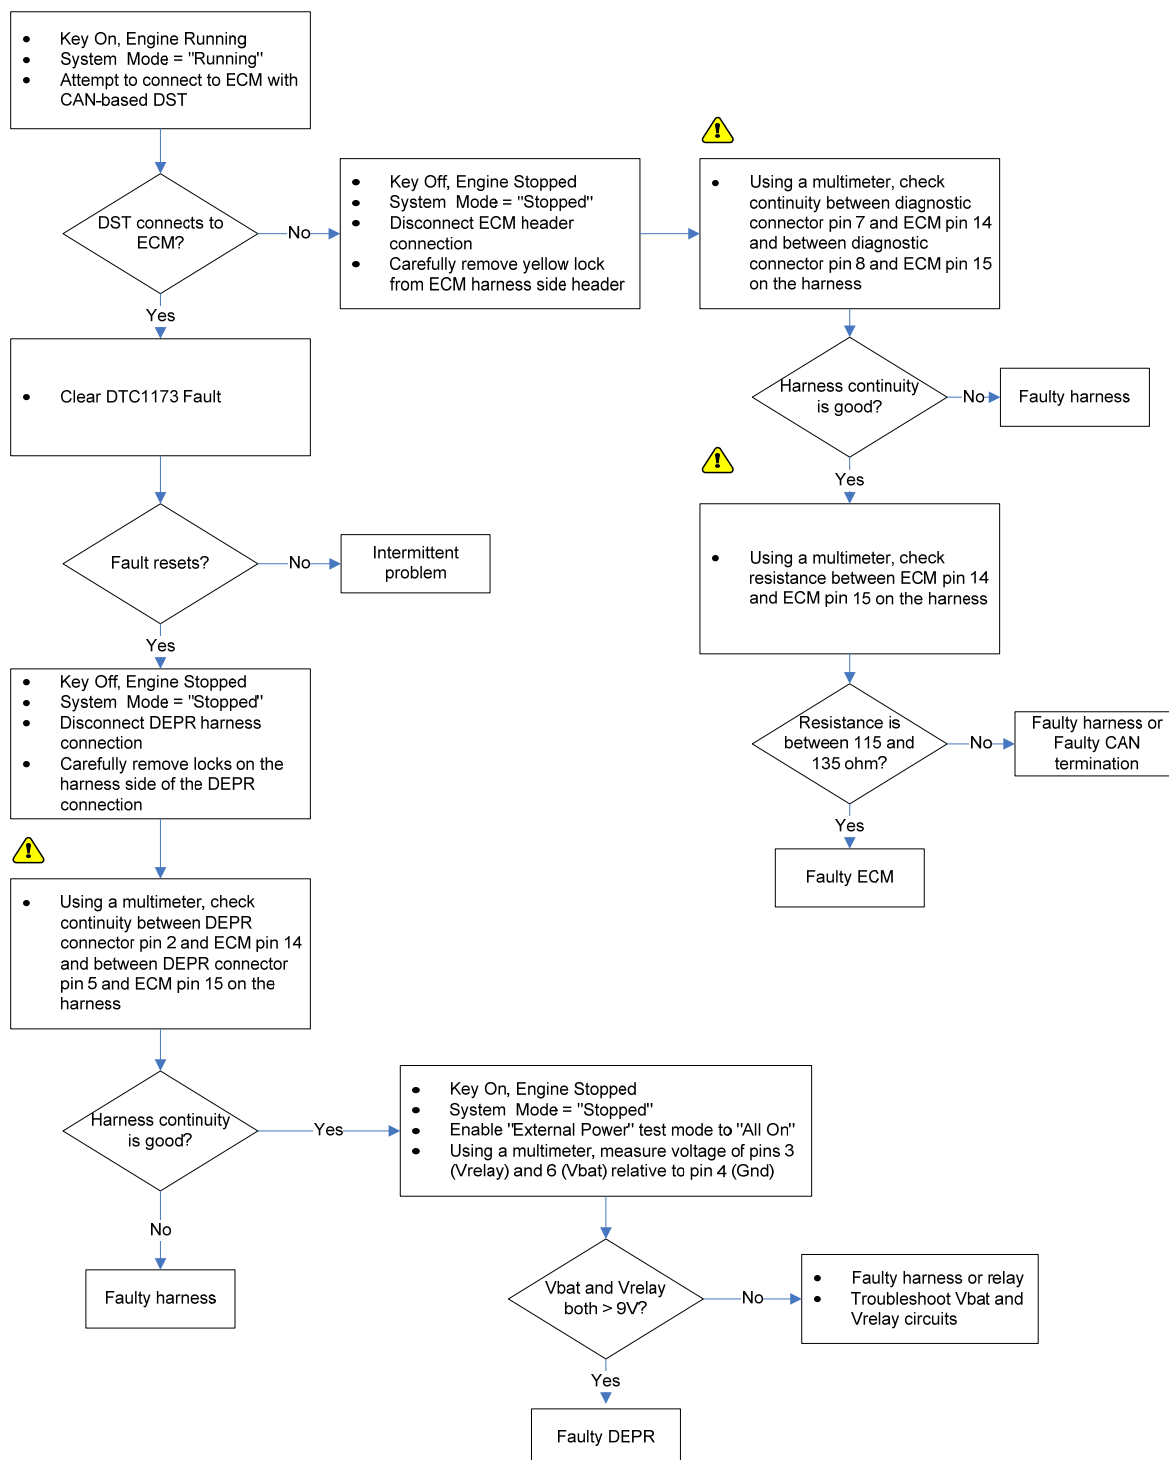 • Key On, Engine Running
• System Mode = "Running"
• Attempt to connect to ECM with
CAN-based DST
DST connects to
ECM?
No
• Key Off, Engine Stopped
• System Mode = "Stopped"
• Disconnect ECM header
connection
• Carefully remove yellow lock
from ECM harness side header
• Using a multimeter, check
continuity between diagnostic
connector pin 7 and ECM pin 14
and between diagnostic
connector pin 8 and ECM pin 15
on the harness
Yes
• Clear DTC1173 Fault
Harness continuity
is good?
No
Faulty harness
Yes
Fault resets?
No
Intermittent
problem
• Using a multimeter, check
resistance between ECM pin 14
and ECM pin 15 on the harness
Yes
• Key Off, Engine Stopped
• System Mode = "Stopped"
• Disconnect DEPR harness
connection
• Carefully remove locks on the
harness side of the DEPR
connection
Resistance is
between 115 and
135 ohm?
No
Faulty harness or
Faulty CAN
termination
Yes
Faulty ECM
• Using a multimeter, check
continuity between DEPR
connector pin 2 and ECM pin 14
and between DEPR connector
pin 5 and ECM pin 15 on the
harness
Harness continuity
is good?
Yes
• Key On, Engine Stopped
• System Mode = "Stopped"
• Enable "External Power" test mode to "All On"
• Using a multimeter, measure voltage of pins 3
(Vrelay) and 6 (Vbat) relative to pin 4 (Gnd)
No
Faulty harness
Vbat and Vrelay
both > 9V?
No
• Faulty harness or relay
• Troubleshoot Vbat and
Vrelay circuits
Yes
Faulty DEPR